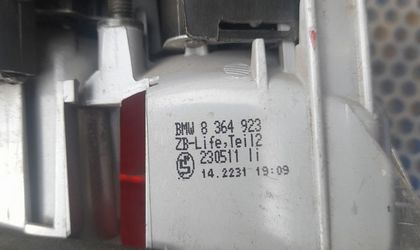 BMW 8 364 923
ZB-Life,Teil2
230511 li
14.2231 19:09